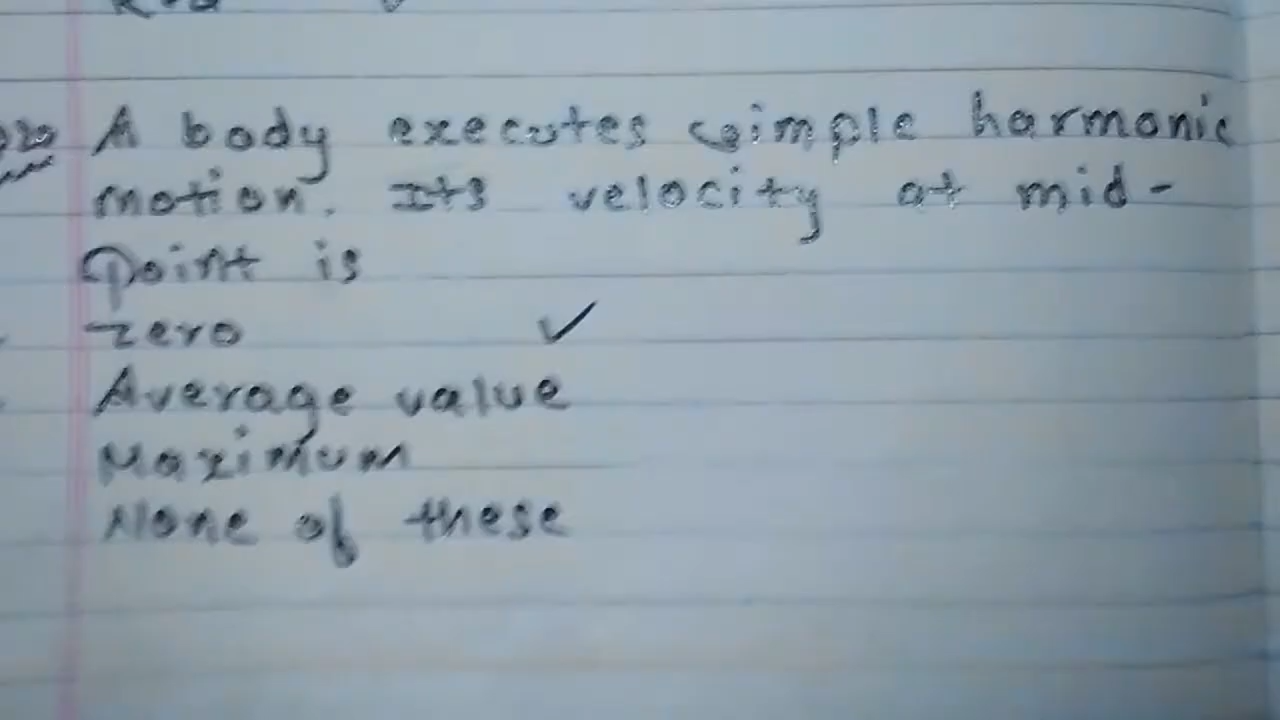 A body executes simple harmonic
motion. Its velocity at mid-
point is
zero ✓
Average value
Maximum
None of these